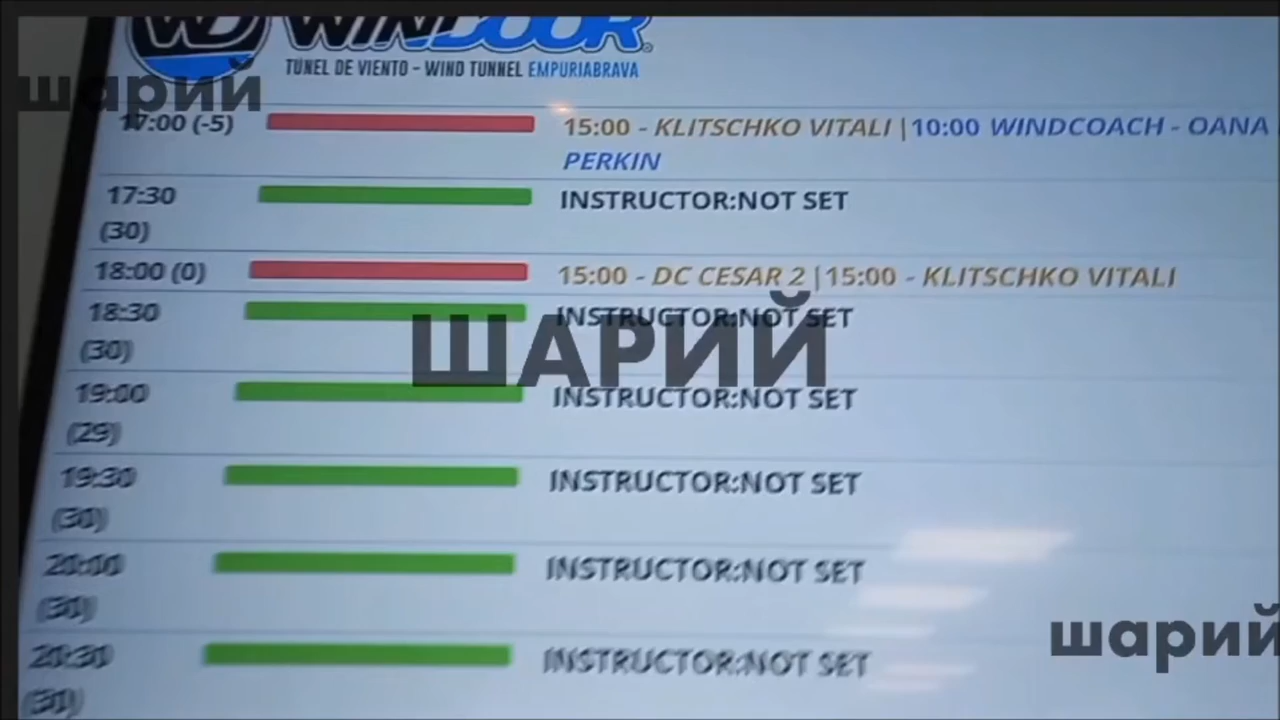 WINDOOR
TÚNEL DE VIENTO - WIND TUNNEL EMPURIABRAVA
шарий
17:00 (-5) 15:00 - KLITSCHKO VITALI | 10:00 WINDCOACH - OANA
PERKIN
17:30 INSTRUCTOR:NOT SET
(30)
18:00 (0) 15:00 - DC CESAR 2 | 15:00 - KLITSCHKO VITALI
18:30 INSTRUCTOR:NOT SET
(30)
ШАРИЙ
19:00 INSTRUCTOR:NOT SET
(29)
19:30 INSTRUCTOR:NOT SET
(30)
20:00 INSTRUCTOR:NOT SET
(30)
шарий
20:30 INSTRUCTOR:NOT SET
(30)